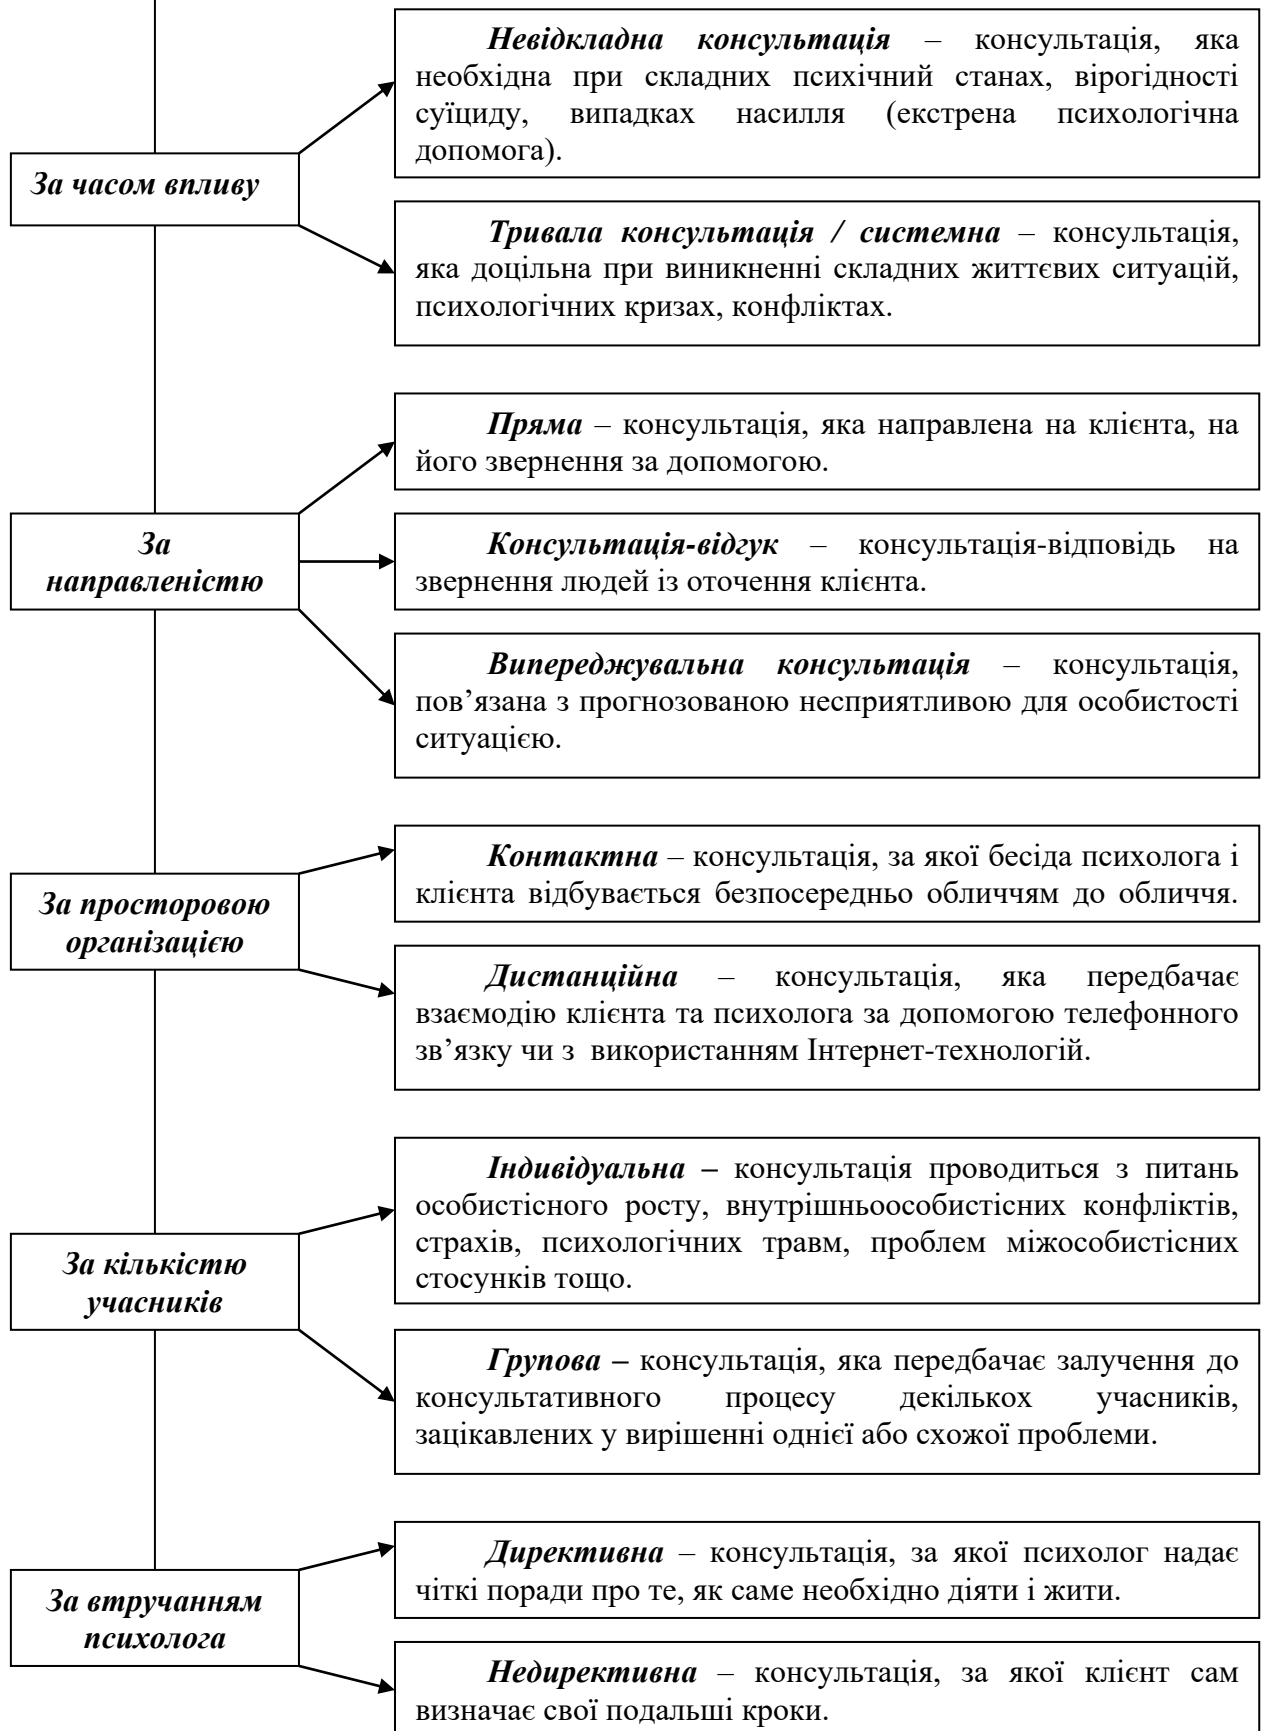 Невідкладна консультація – консультація, яка
необхідна при складних психічний станах, вірогідності
суїциду, випадках насилля (екстрена психологічна
допомога).
За часом впливу
Тривала консультація / системна – консультація,
яка доцільна при виникненні складних життєвих ситуацій,
психологічних кризах, конфліктах.
Пряма – консультація, яка направлена на клієнта, на
його звернення за допомогою.
За
направленістю
Консультація-відгук – консультація-відповідь на
звернення людей із оточення клієнта.
Випереджувальна консультація – консультація,
пов’язана з прогнозованою несприятливою для особистості
ситуацією.
Контактна – консультація, за якої бесіда психолога і
клієнта відбувається безпосередньо обличчям до обличчя.
За просторовою
організацією
Дистанційна – консультація, яка передбачає
взаємодію клієнта та психолога за допомогою телефонного
зв’язку чи з використанням Інтернет-технологій.
Індивідуальна – консультація проводиться з питань
особистісного росту, внутрішньоособистісних конфліктів,
страхів, психологічних травм, проблем міжособистісних
стосунків тощо.
За кількістю
учасників
Групова – консультація, яка передбачає залучення до
консультативного процесу декількох учасників,
зацікавлених у вирішенні однієї або схожої проблеми.
Директивна – консультація, за якої психолог надає
чіткі поради про те, як саме необхідно діяти і жити.
За втручанням
психолога
Недирективна – консультація, за якої клієнт сам
визначає свої подальші кроки.